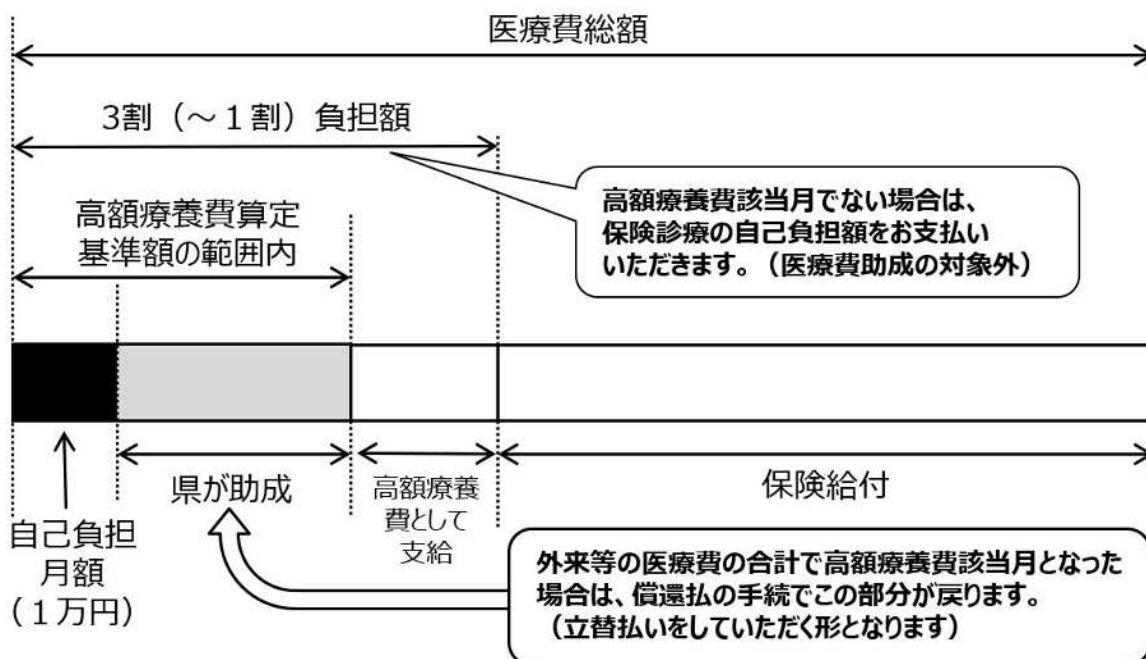 医療費総額
3割（～１割）負担額
高額療養費該当月でない場合は、
保険診療の自己負担額をお支払い
いただきます。（医療費助成の対象外）
高額療養費算定
基準額の範囲内
県が助成
高額療養
費として
支給
保険給付
自己負担
月額
（１万円）
外来等の医療費の合計で高額療養費該当月となった
場合は、償還払の手続でこの部分が戻ります。
（立替払いをしていただく形となります）